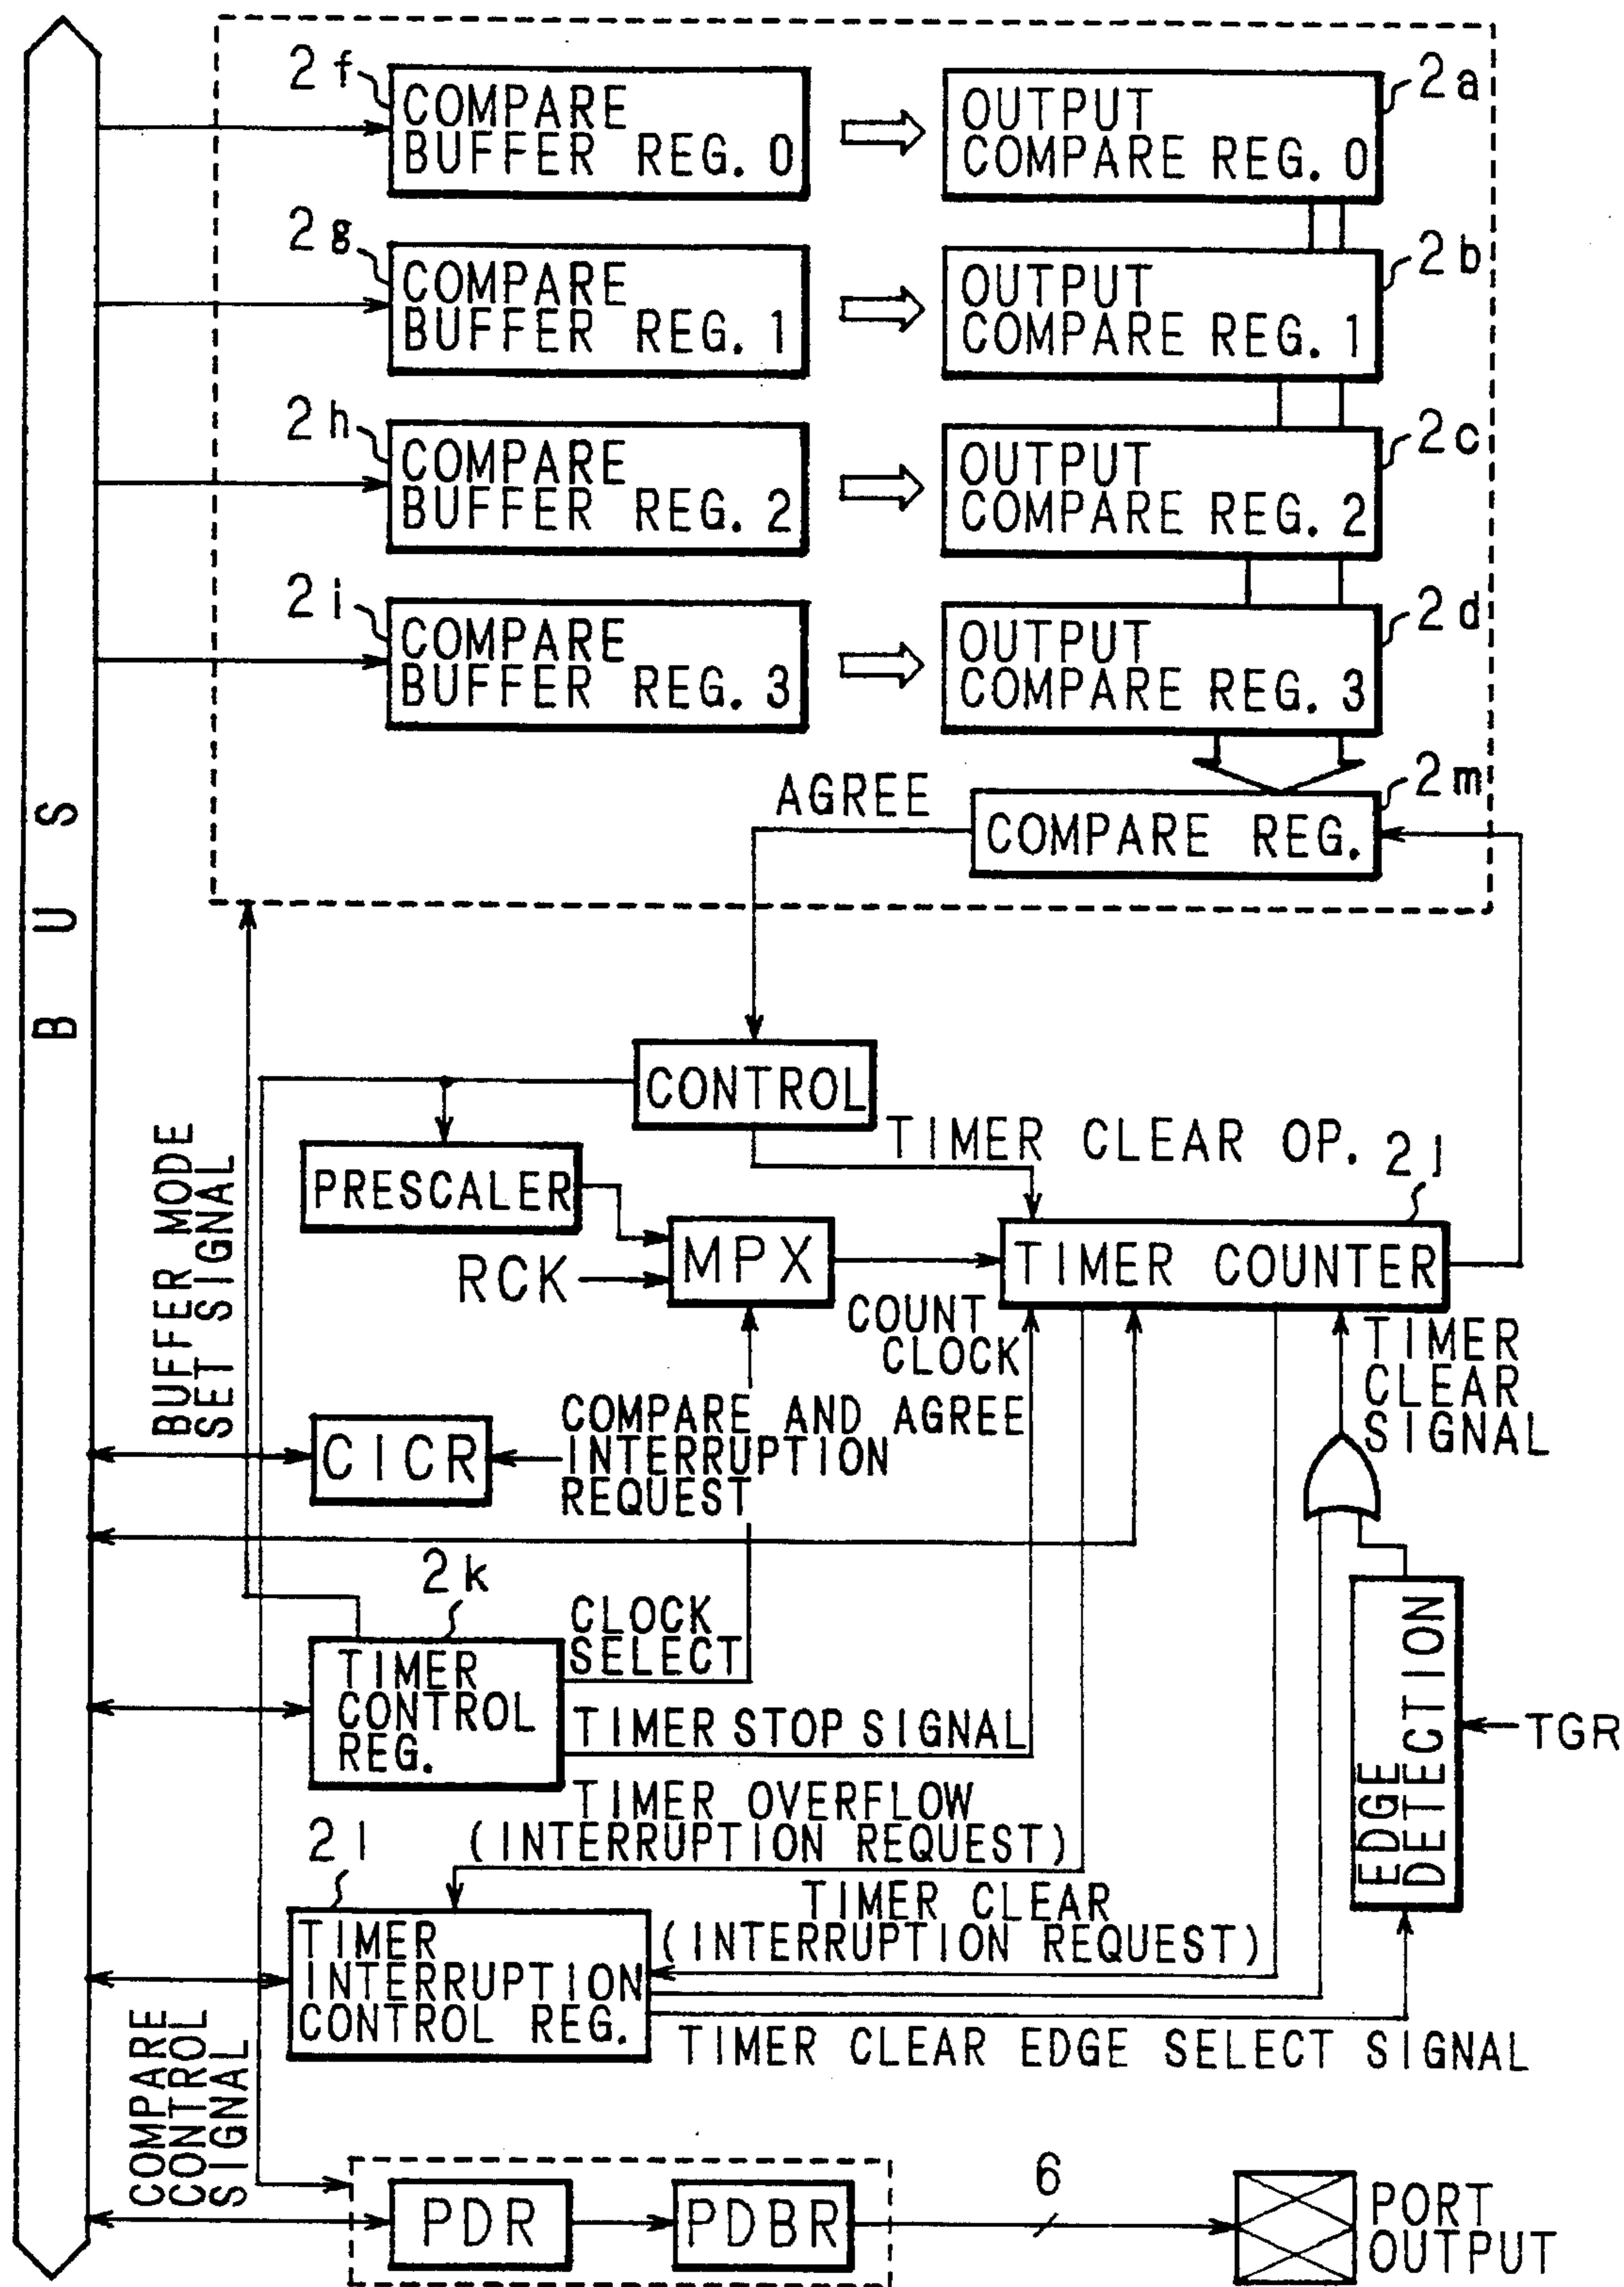 2f
COMPARE
BUFFER REG. 0
OUTPUT
COMPARE REG. 0
2a
2g
COMPARE
BUFFER REG. 1
OUTPUT
COMPARE REG. 1
2b
2h
COMPARE
BUFFER REG. 2
OUTPUT
COMPARE REG. 2
2c
2i
COMPARE
BUFFER REG. 3
OUTPUT
COMPARE REG. 3
2d
BUS
AGREE
COMPARE REG.
2m
CONTROL
TIMER CLEAR OP.
2j
PRESCALER
BUFFER MODE
SET SIGNAL
RCK
MPX
TIMER COUNTER
COUNT
CLOCK
TIMER
CLEAR
SIGNAL
CICR
COMPARE AND AGREE
INTERRUPTION
REQUEST
2k
CLOCK
SELECT
TIMER
CONTROL
REG.
TIMER STOP SIGNAL
EDGE
DETECTION
TGR
TIMER OVERFLOW
(INTERRUPTION REQUEST)
2l
TIMER CLEAR
(INTERRUPTION REQUEST)
TIMER
INTERRUPTION
CONTROL REG.
TIMER CLEAR EDGE SELECT SIGNAL
COMPARE
CONTROL
SIGNAL
PDR
PDBR
6
PORT
OUTPUT